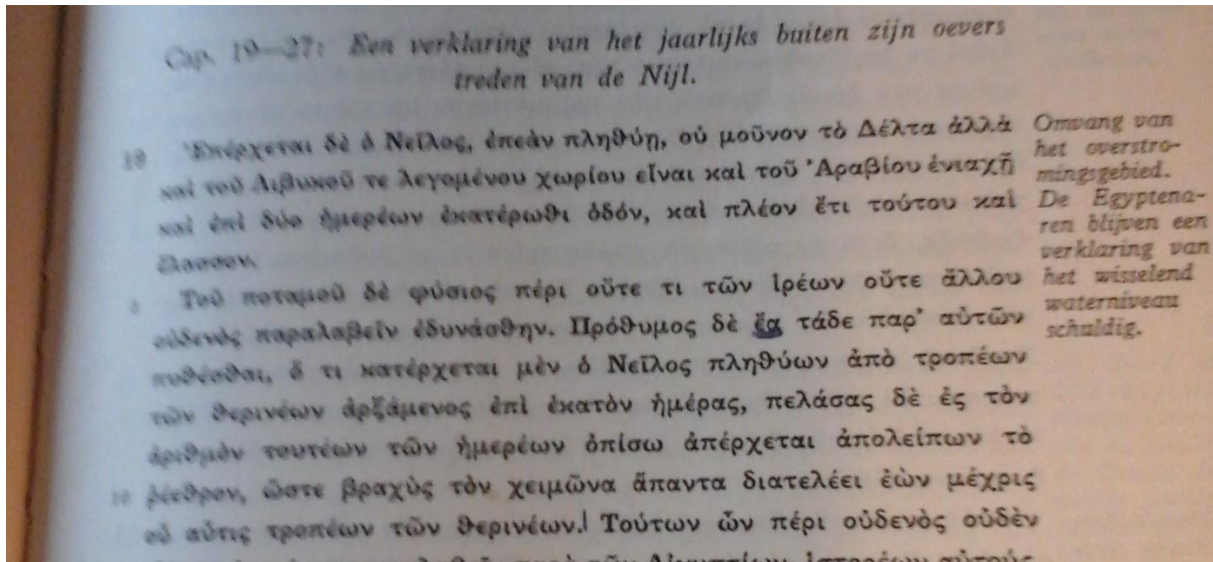 Cap. 19—27: Een verklaring van het jaarlijks buiten zijn oevers
treden van de Nijl.
19 Ἐπέρχεται δὲ ὁ Νεῖλος, ἐπεὰν πληθύῃ, οὐ μοῦνον τὸ Δέλτα ἀλλὰ
καὶ τοῦ Λιβυκοῦ τε λεγομένου χωρίου εἶναι καὶ τοῦ Ἀραβίου ἐνιαχῇ
καὶ ἐπὶ δύο ἡμερέων ἑκατέρωθι ὁδόν, καὶ πλέον ἔτι τούτου καὶ
ἔλασσον.
5 Τοῦ ποταμοῦ δὲ φύσιος πέρι οὔτε τι τῶν ἱρέων οὔτε ἄλλου
οὐδενὸς παραλαβεῖν ἐδυνάσθην. Πρόθυμος δὲ ἔα τάδε παρ' αὐτῶν
πυθέσθαι, ὅ τι κατέρχεται μὲν ὁ Νεῖλος πληθύων ἀπὸ τροπέων
τῶν θερινέων ἀρξάμενος ἐπὶ ἑκατὸν ἡμέρας, πελάσας δὲ ἐς τὸν
ἀριθμὸν τουτέων τῶν ἡμερέων ὀπίσω ἀπέρχεται ἀπολείπων τὸ
10 ῥέεθρον, ὥστε βραχὺς τὸν χειμῶνα ἅπαντα διατελέει ἐὼν μέχρις
οὗ αὖτις τροπέων τῶν θερινέων. Τούτων ὦν πέρι οὐδενὸς οὐδὲν
Αἰγυπτίων, ἱστορέων αὐτοὺς
Omvang van
het overstro-
mingsgebied.
De Egyptena-
ren blijven een
verklaring van
het wisselend
waterniveau
schuldig.